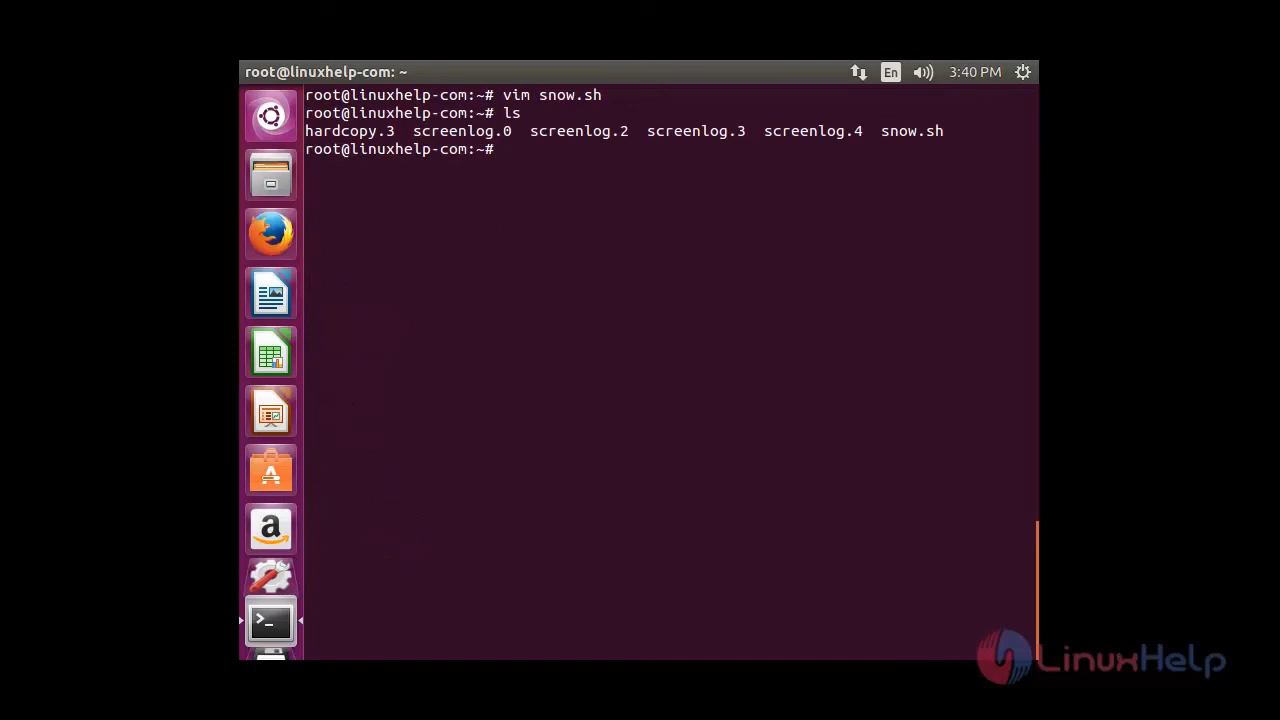 root@linuxhelp-com: ~
En
3:40 PM
root@linuxhelp-com:~# vim snow.sh
root@linuxhelp-com:~# ls
hardcopy.3  screenlog.0  screenlog.2  screenlog.3  screenlog.4  snow.sh
root@linuxhelp-com:~#
LinuxHelp